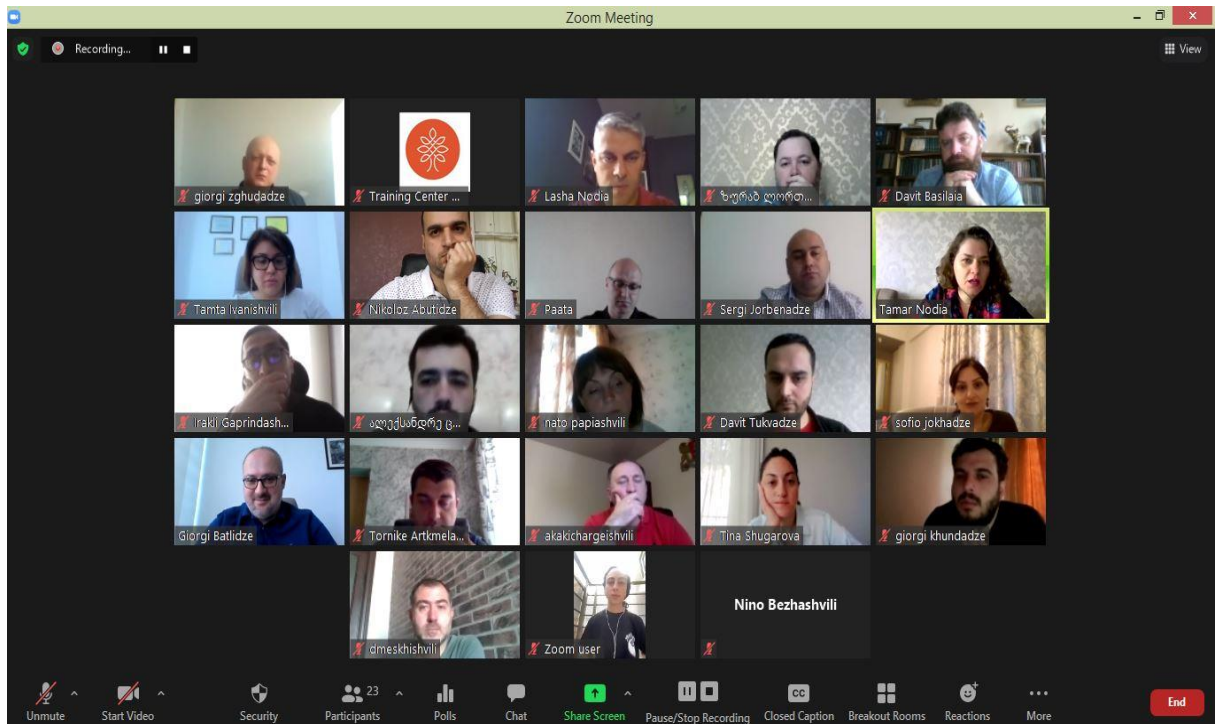 Zoom Meeting
Recording...
View
giorgi zghudadze
Training Center ...
Lasha Nodia
ზურაბ ლორთ...
Davit Basilaia
Tamta Ivanishvili
Nikoloz Abutidze
Paata
Sergi Jorbenadze
Tamar Nodia
Irakli Gaprindash...
ალექსანდრე ც...
nato papiashvili
Davit Tukvadze
sofio jokhadze
Giorgi Batlidze
Tornike Artkmela...
akakichargeishvili
Tina Shugarova
giorgi khundadze
dmeskhishvili
Zoom user
Nino Bezhashvili
Unmute
Start Video
Security
23
Participants
Polls
Chat
Share Screen
Pause/Stop Recording
CC
Closed Caption
Breakout Rooms
Reactions
More
End